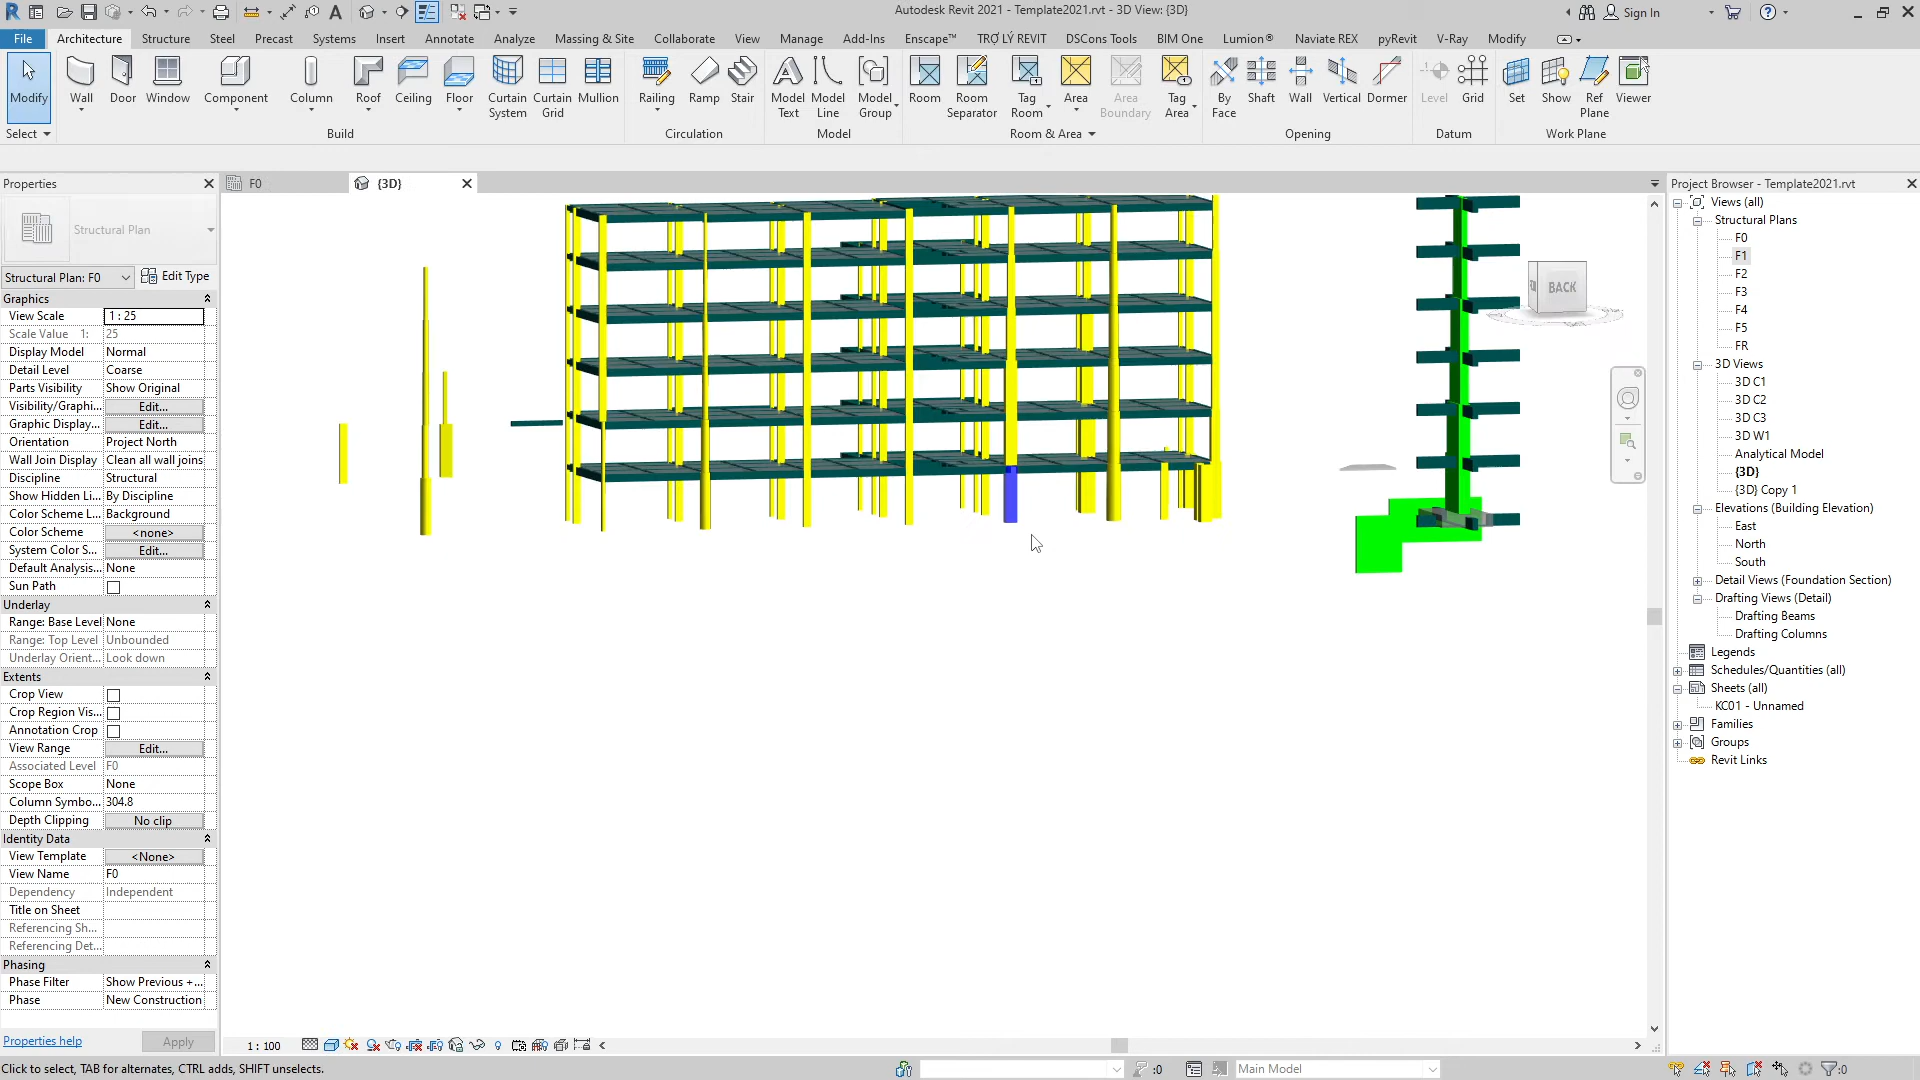 Autodesk Revit 2021 - Template2021.rvt - 3D View: {3D}
Sign In
File Architecture Structure Steel Precast Systems Insert Annotate Analyze Massing & Site Collaborate View Manage Add-Ins Enscape™ TRỢ LÝ REVIT DSCons Tools BIM One Lumion® Naviate REX pyRevit V-Ray Modify
Modify Wall Door Window Component Column Roof Ceiling Floor Curtain System Curtain Grid Mullion Railing Ramp Stair Model Text Model Line Model Group Room Room Separator Tag Room Area Area Boundary Tag Area By Face Shaft Wall Vertical Dormer Level Grid Set Show Ref Plane Viewer
Select Build Circulation Model Room & Area Opening Datum Work Plane
Properties
Structural Plan
Structural Plan: F0 Edit Type
Graphics
View Scale 1 : 25
Scale Value 1: 25
Display Model Normal
Detail Level Coarse
Parts Visibility Show Original
Visibility/Graphi... Edit...
Graphic Display... Edit...
Orientation Project North
Wall Join Display Clean all wall joins
Discipline Structural
Show Hidden Li... By Discipline
Color Scheme L... Background
Color Scheme <none>
System Color S... Edit...
Default Analysis... None
Sun Path
Underlay
Range: Base Level None
Range: Top Level Unbounded
Underlay Orient... Look down
Extents
Crop View
Crop Region Vis...
Annotation Crop
View Range Edit...
Associated Level F0
Scope Box None
Column Symbo... 304.8
Depth Clipping No clip
Identity Data
View Template <None>
View Name F0
Dependency Independent
Title on Sheet
Referencing Sh...
Referencing Det...
Phasing
Phase Filter Show Previous +...
Phase New Construction
Properties help Apply
F0 {3D}
BACK
1 : 100
Project Browser - Template2021.rvt
Views (all)
Structural Plans
F0
F1
F2
F3
F4
F5
FR
3D Views
3D C1
3D C2
3D C3
3D W1
Analytical Model
{3D}
{3D} Copy 1
Elevations (Building Elevation)
East
North
South
Detail Views (Foundation Section)
Drafting Views (Detail)
Drafting Beams
Drafting Columns
Legends
Schedules/Quantities (all)
Sheets (all)
KC01 - Unnamed
Families
Groups
Revit Links
Click to select, TAB for alternates, CTRL adds, SHIFT unselects.
:0
Main Model
:0